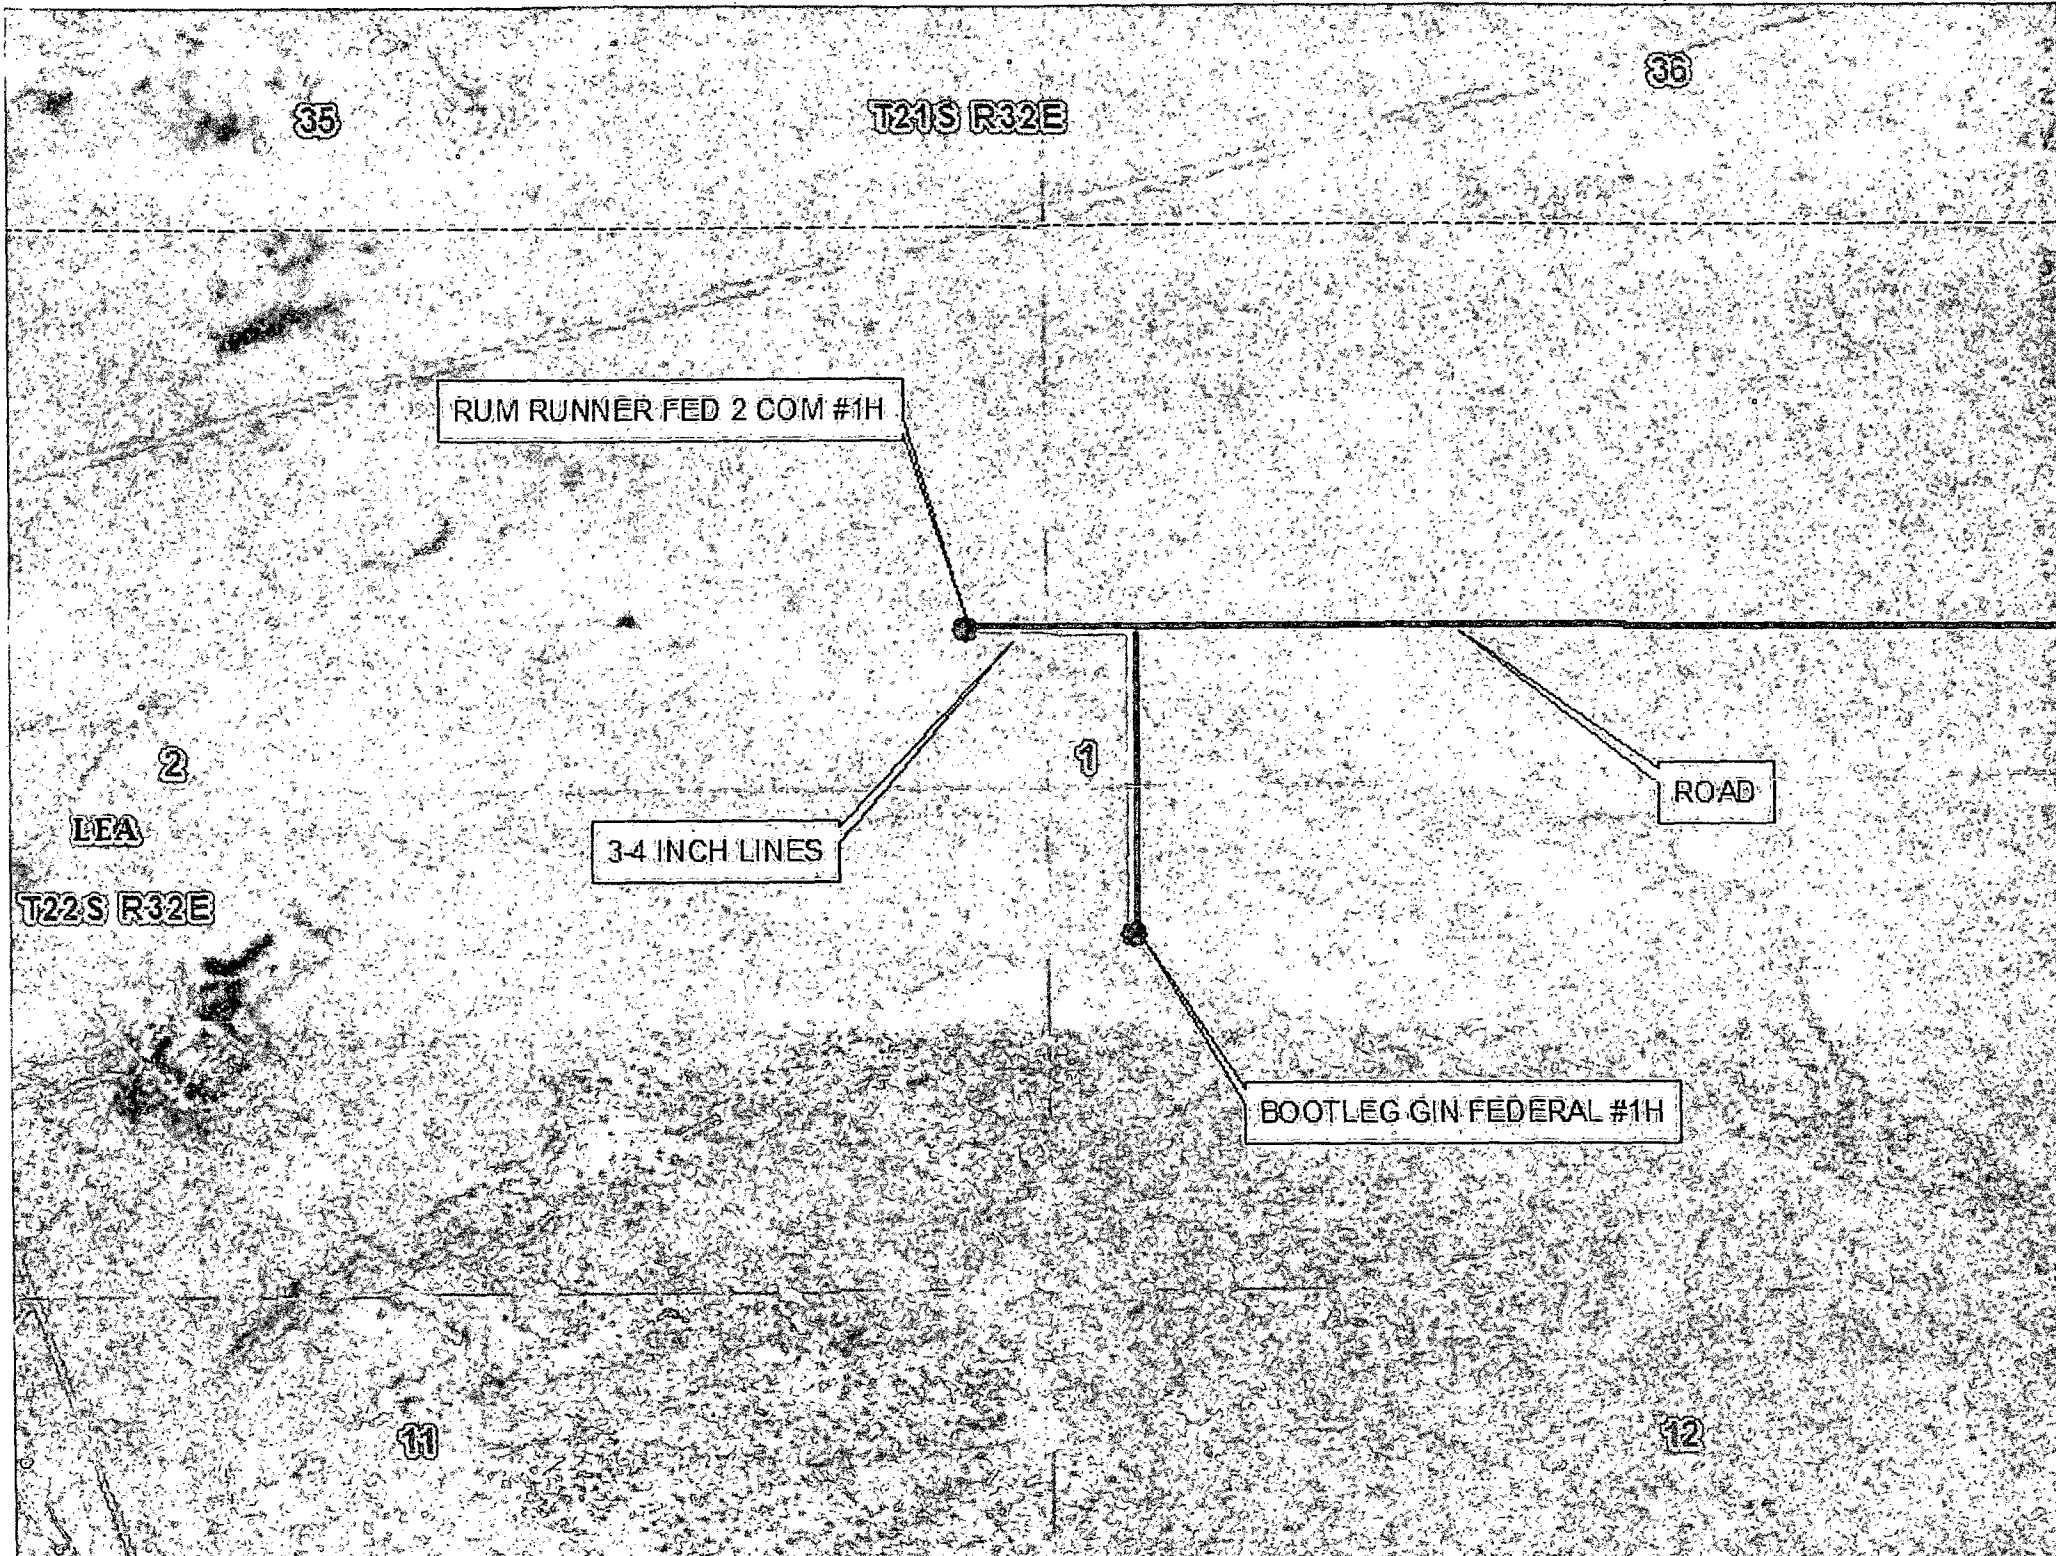 36
35
T21S R32E
RUM RUNNER FED 2 COM #1H
2
1
ROAD
LEA
3-4 INCH LINES
T22S R32E
BOOTLEG GIN FEDERAL #1H
11
12